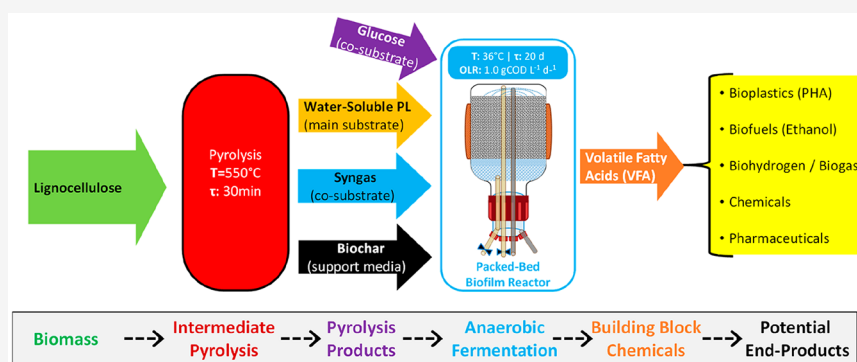 Glucose
(co-substrate)
T: 36°C | τ: 20 d
OLR: 1.0 gCOD L⁻¹ d⁻¹
Lignocellulose
Pyrolysis
T=550°C
τ: 30min
Water-Soluble PL
(main substrate)
Syngas
(co-substrate)
Biochar
(support media)
Packed-Bed
Biofilm Reactor
Volatile Fatty
Acids (VFA)
• Bioplastics (PHA)
• Biofuels (Ethanol)
• Biohydrogen / Biogas
• Chemicals
• Pharmaceuticals
Biomass
Intermediate
Pyrolysis
Pyrolysis
Products
Anaerobic
Fermentation
Building Block
Chemicals
Potential
End-Products